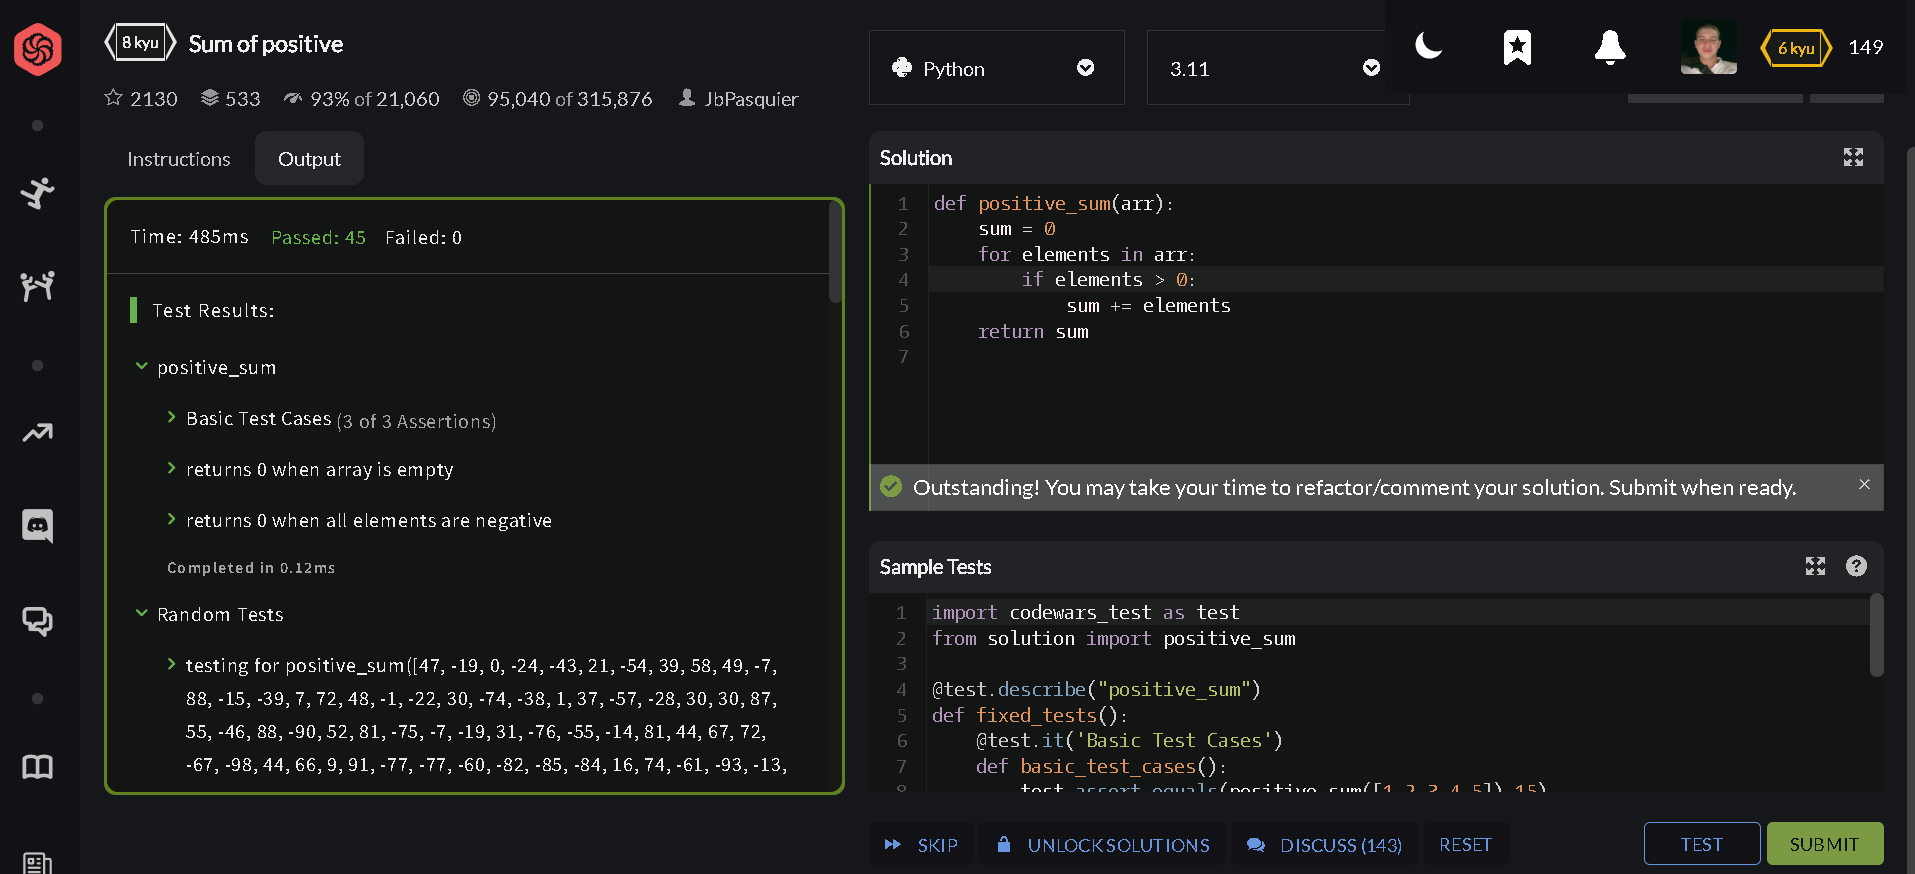 8 kyu Sum of positive
2130 533 93% of 21,060 95,040 of 315,876 JbPasquier
Python
3.11
6 kyu 149
Instructions Output
Time: 485ms Passed: 45 Failed: 0
Test Results:
positive_sum
Basic Test Cases (3 of 3 Assertions)
returns 0 when array is empty
returns 0 when all elements are negative
Completed in 0.12ms
Random Tests
testing for positive_sum([47, -19, 0, -24, -43, 21, -54, 39, 58, 49, -7,
88, -15, -39, 7, 72, 48, -1, -22, 30, -74, -38, 1, 37, -57, -28, 30, 30, 87,
55, -46, 88, -90, 52, 81, -75, -7, -19, 31, -76, -55, -14, 81, 44, 67, 72,
-67, -98, 44, 66, 9, 91, -77, -77, -60, -82, -85, -84, 16, 74, -61, -93, -13,
Solution
1 def positive_sum(arr):
2 sum = 0
3 for elements in arr:
4 if elements > 0:
5 sum += elements
6 return sum
7
Outstanding! You may take your time to refactor/comment your solution. Submit when ready.
Sample Tests
1 import codewars_test as test
2 from solution import positive_sum
3
4 @test.describe("positive_sum")
5 def fixed_tests():
6 @test.it('Basic Test Cases')
7 def basic_test_cases():
8 test.assert_equals(positive_sum([1,2,3,4,5]),15)
SKIP UNLOCK SOLUTIONS DISCUSS (143) RESET TEST SUBMIT